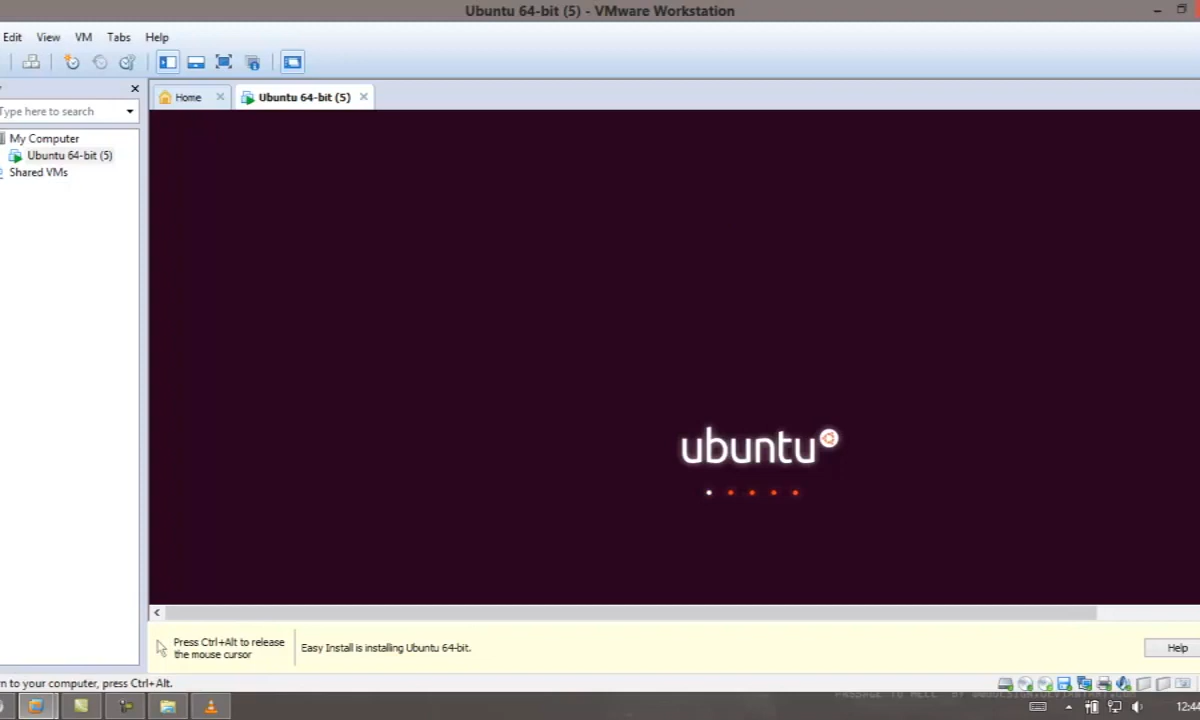 Ubuntu 64-bit (5) - VMware Workstation
Edit View VM Tabs Help
Home
Ubuntu 64-bit (5)
Type here to search
My Computer
Ubuntu 64-bit (5)
Shared VMs
ubuntu
Press Ctrl+Alt to release
the mouse cursor
Easy Install is installing Ubuntu 64-bit.
Help
n to your computer, press Ctrl+Alt.
12:44